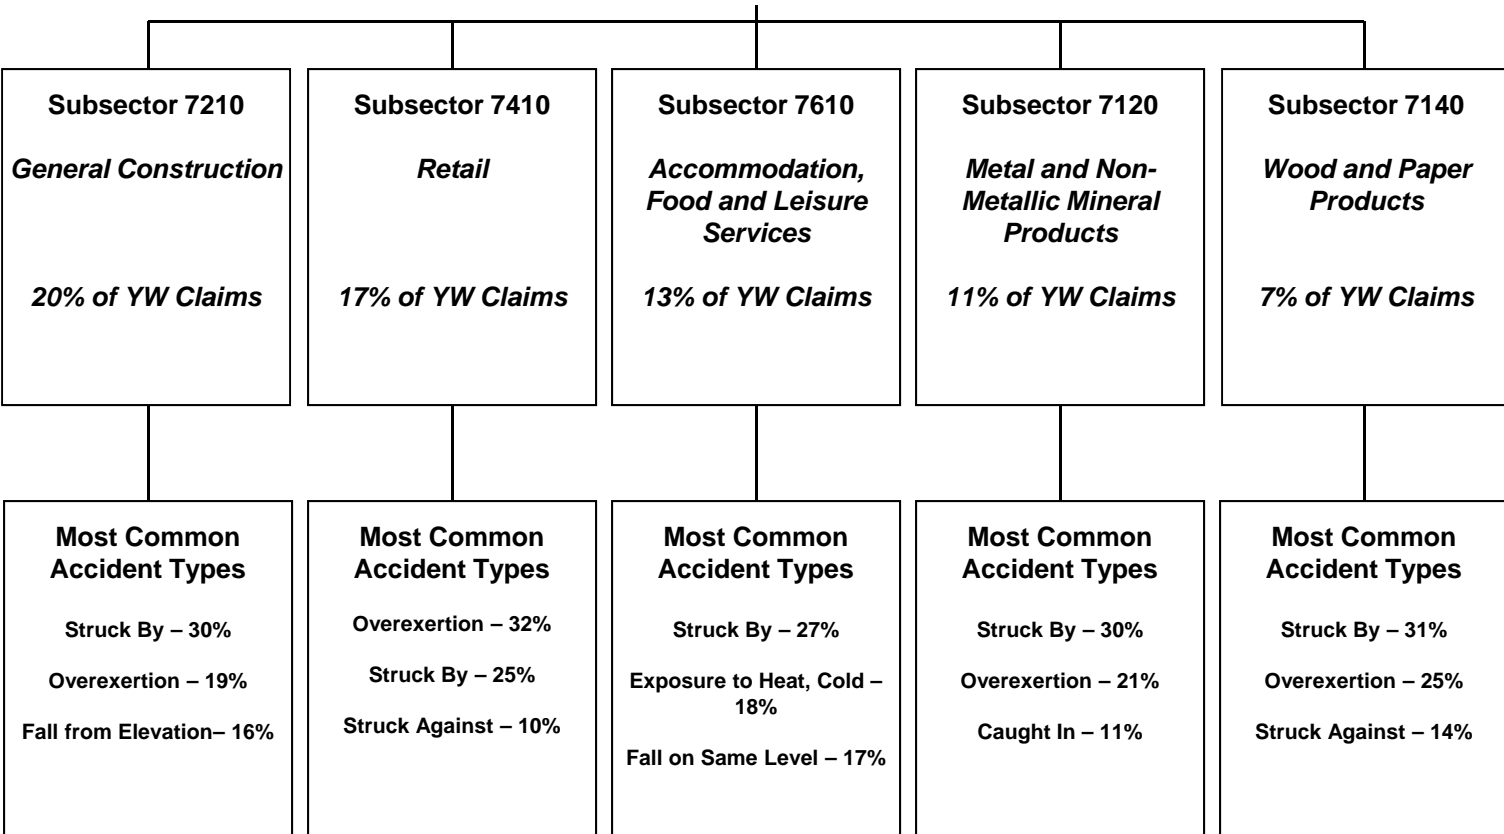 Subsector 7210
General Construction
20% of YW Claims
Subsector 7410
Retail
17% of YW Claims
Subsector 7610
Accommodation,
Food and Leisure
Services
13% of YW Claims
Subsector 7120
Metal and Non-
Metallic Mineral
Products
11% of YW Claims
Subsector 7140
Wood and Paper
Products
7% of YW Claims
Most Common
Accident Types
Struck By – 30%
Overexertion – 19%
Fall from Elevation– 16%
Most Common
Accident Types
Overexertion – 32%
Struck By – 25%
Struck Against – 10%
Most Common
Accident Types
Struck By – 27%
Exposure to Heat, Cold –
18%
Fall on Same Level – 17%
Most Common
Accident Types
Struck By – 30%
Overexertion – 21%
Caught In – 11%
Most Common
Accident Types
Struck By – 31%
Overexertion – 25%
Struck Against – 14%